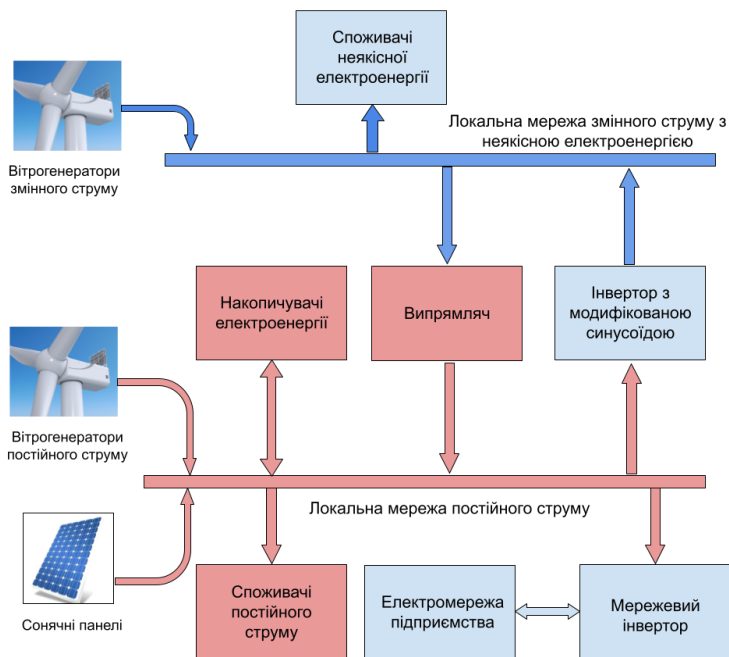 Споживачі
неякісної
електроенергії
Локальна мережа змінного струму з
неякісною електроенергією
Вітрогенератори
змінного струму
Накопичувачі
електроенергії
Випрямляч
Інвертор з
модифікованою
синусоїдою
Вітрогенератори
постійного струму
Локальна мережа постійного струму
Сонячні панелі
Споживачі
постійного
струму
Електромережа
підприємства
Мережевий
інвертор